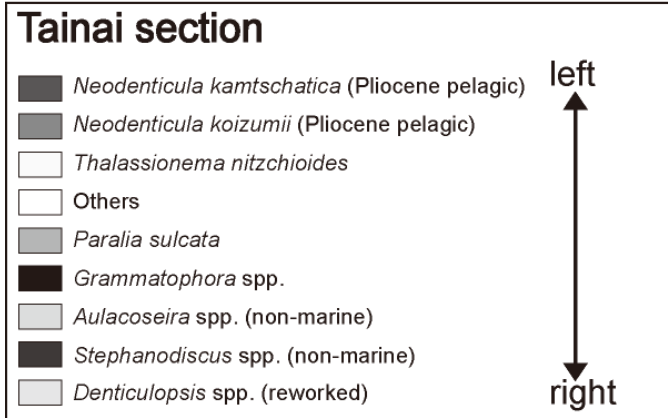 Tainai section
left
Neodenticula kamtschatica (Pliocene pelagic)
Neodenticula koizumii (Pliocene pelagic)
Thalassionema nitzchioides
Others
Paralia sulcata
Grammatophora spp.
Aulacoseira spp. (non-marine)
Stephanodiscus spp. (non-marine)
Denticulopsis spp. (reworked)
right